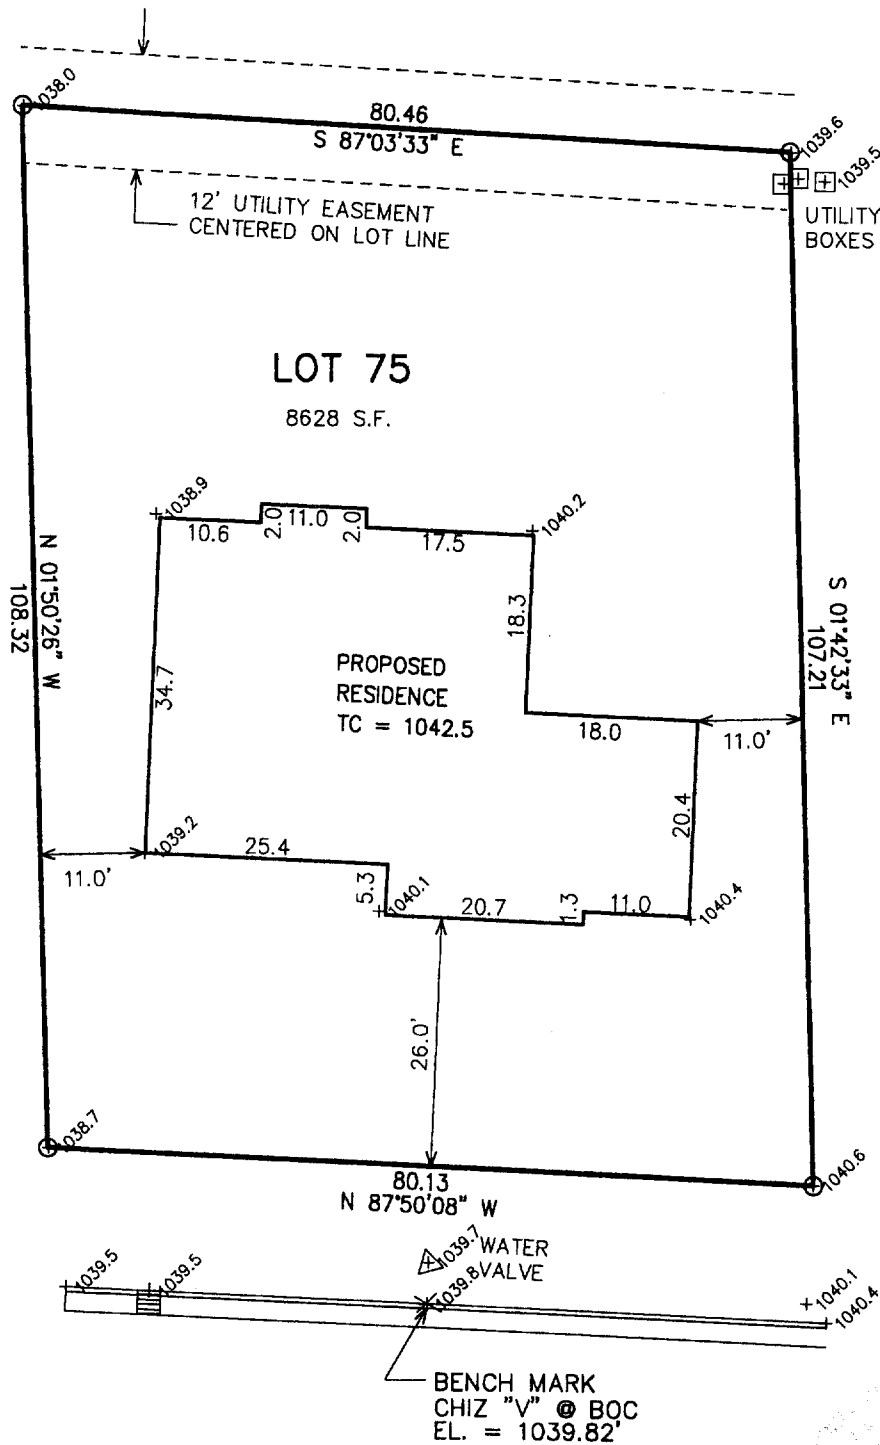 1038.0
80.46
S 87°03'33" E
1039.6
1039.5
12' UTILITY EASEMENT
CENTERED ON LOT LINE
UTILITY
BOXES
LOT 75
8628 S.F.
1038.9
10.6
2.0
11.0
2.0
17.5
1040.2
N 01°50'26" W
108.32
S 01°42'33" E
107.21
18.3
34.7
PROPOSED
RESIDENCE
TC = 1042.5
18.0
11.0'
20.4
1039.2
25.4
11.0'
5.3
1040.1
20.7
1.3
11.0
1040.4
26.0'
1038.7
80.13
N 87°50'08" W
1040.6
1039.7
WATER
VALVE
1039.5
1039.5
1039.8
1040.1
1040.4
BENCH MARK
CHIZ "V" @ BOC
EL. = 1039.82'